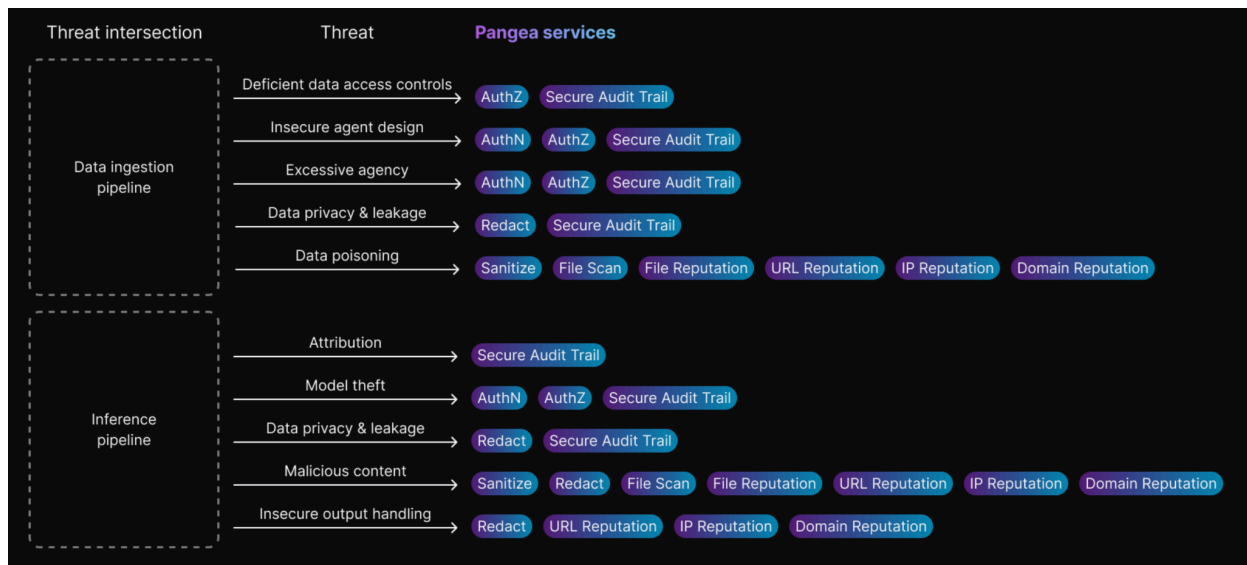 Threat intersection Threat Pangea services
Data ingestion
pipeline
Deficient data access controls
AuthZ Secure Audit Trail
Insecure agent design
AuthN AuthZ Secure Audit Trail
Excessive agency
AuthN AuthZ Secure Audit Trail
Data privacy & leakage
Redact Secure Audit Trail
Data poisoning
Sanitize File Scan File Reputation URL Reputation IP Reputation Domain Reputation
Inference
pipeline
Attribution
Secure Audit Trail
Model theft
AuthN AuthZ Secure Audit Trail
Data privacy & leakage
Redact Secure Audit Trail
Malicious content
Sanitize Redact File Scan File Reputation URL Reputation IP Reputation Domain Reputation
Insecure output handling
Redact URL Reputation IP Reputation Domain Reputation